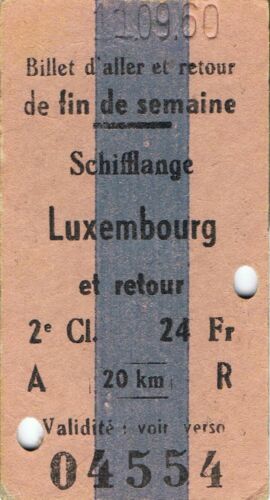 11.09.60
Billet d'aller et retour
de fin de semaine
Schifflange
Luxembourg
et retour
2e Cl. 24 Fr
A 20 km R
Validité : voir verso
04554